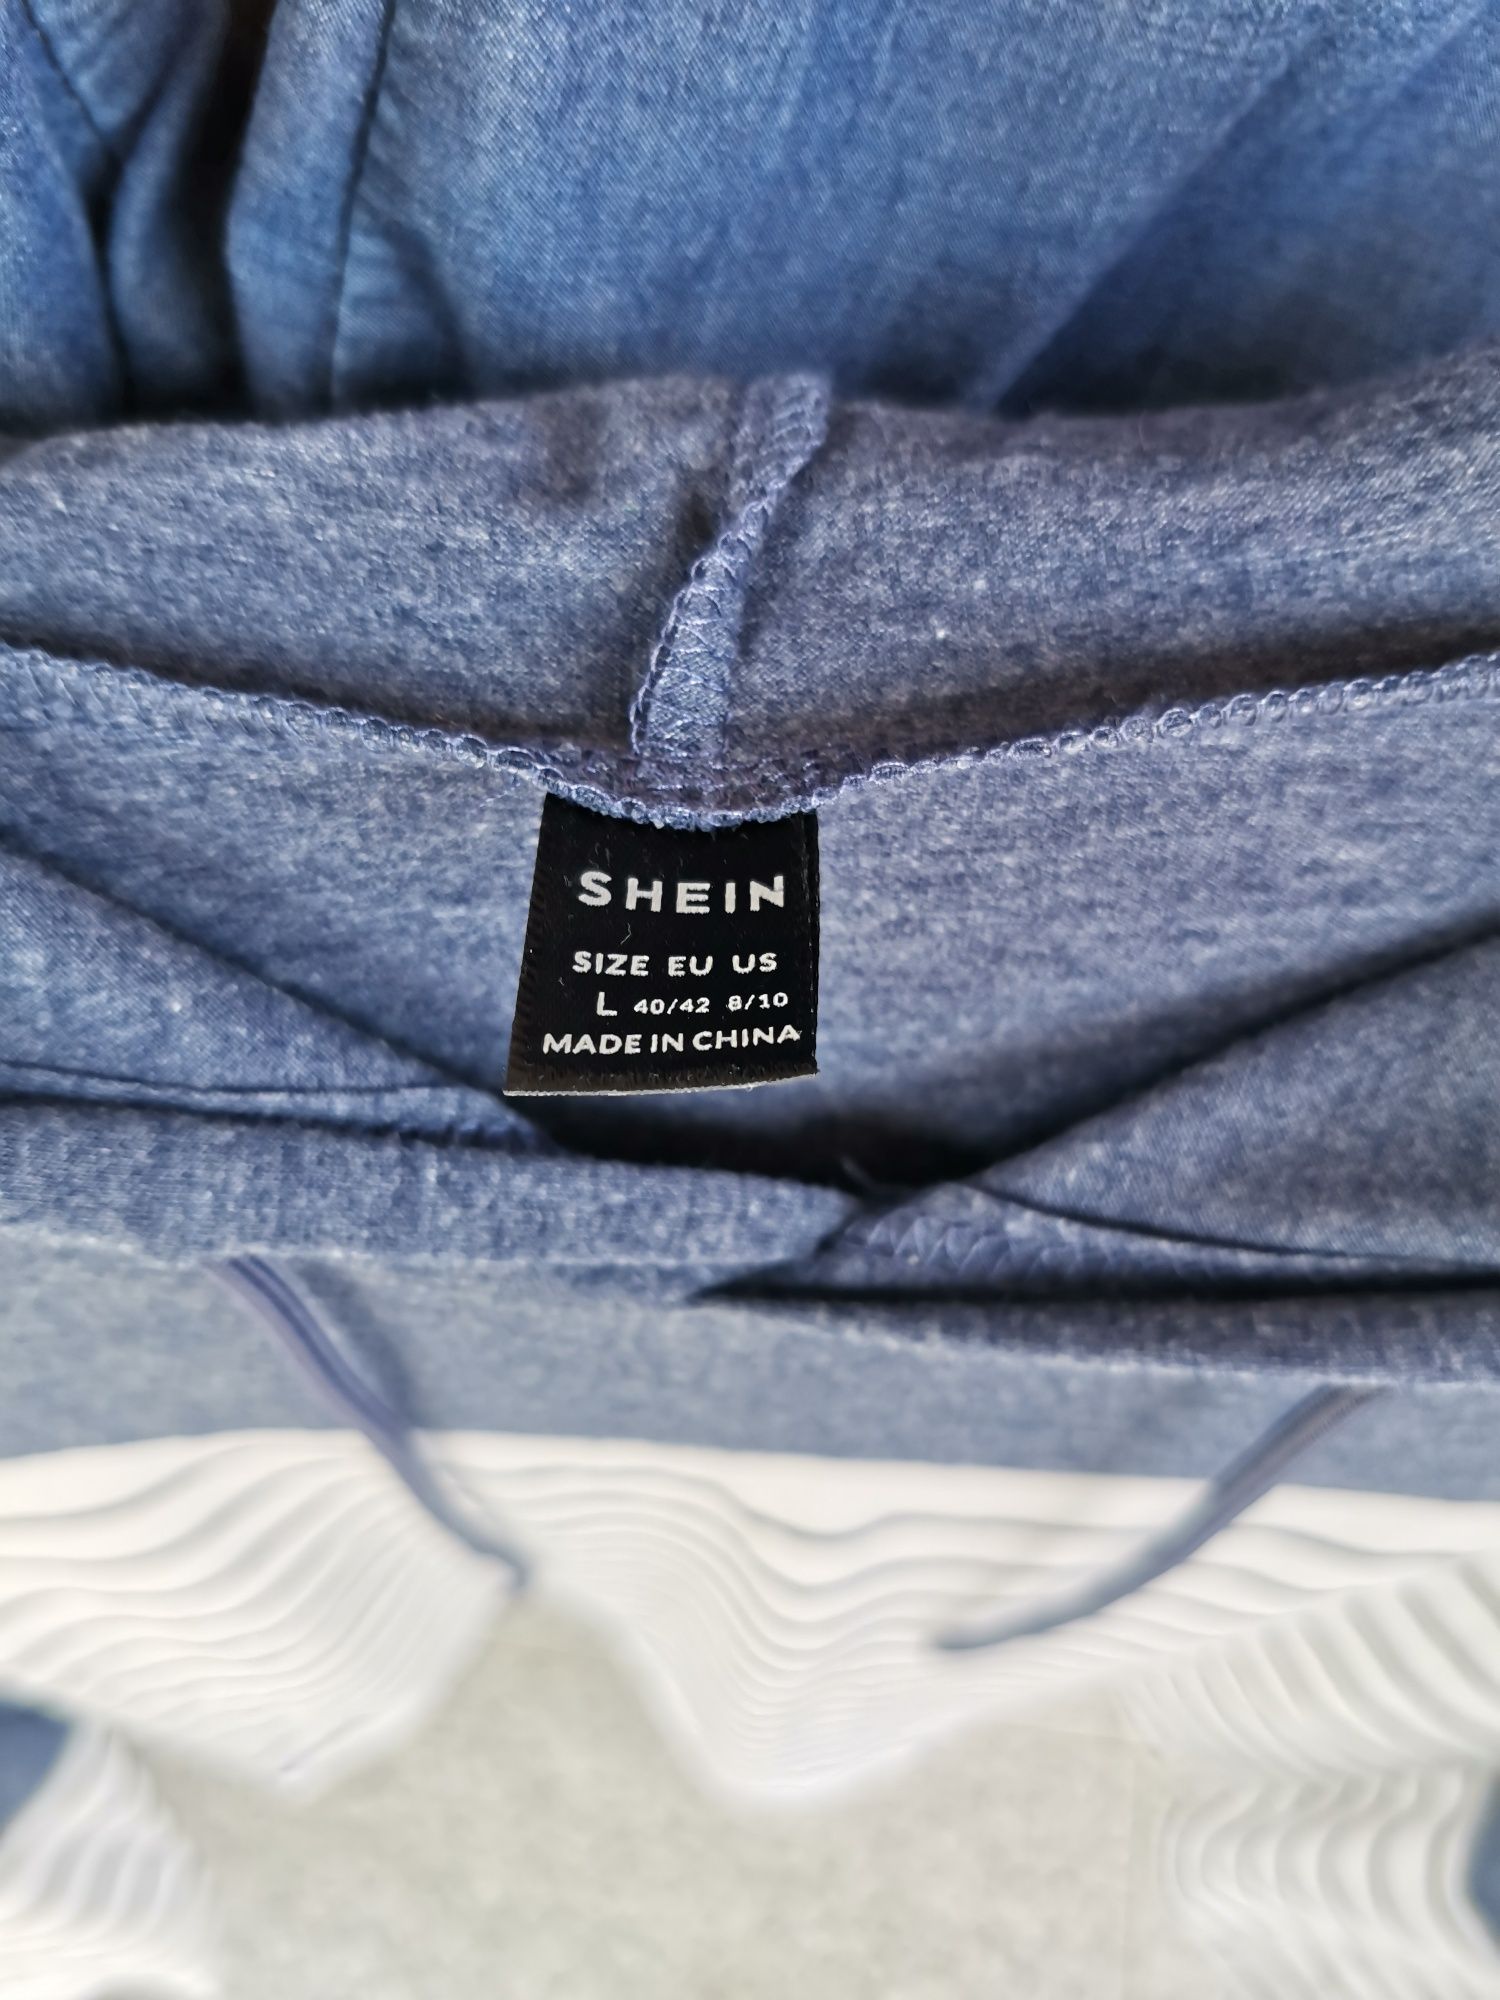 SHEIN
SIZE EU US
L 40/42 8/10
MADE IN CHINA